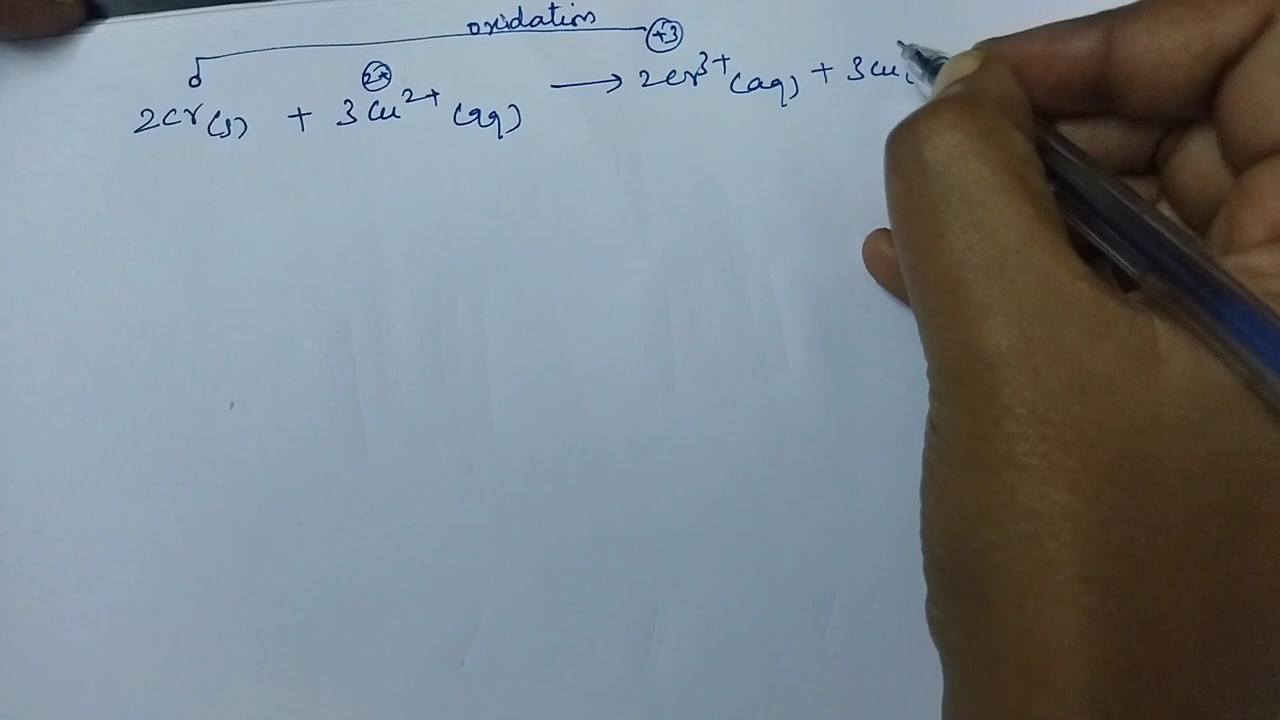 oxidation
0 2+ +3
2Cr(s) + 3Cu²⁺ (aq) ⟶ 2Cr³⁺ (aq) + 3Cu(